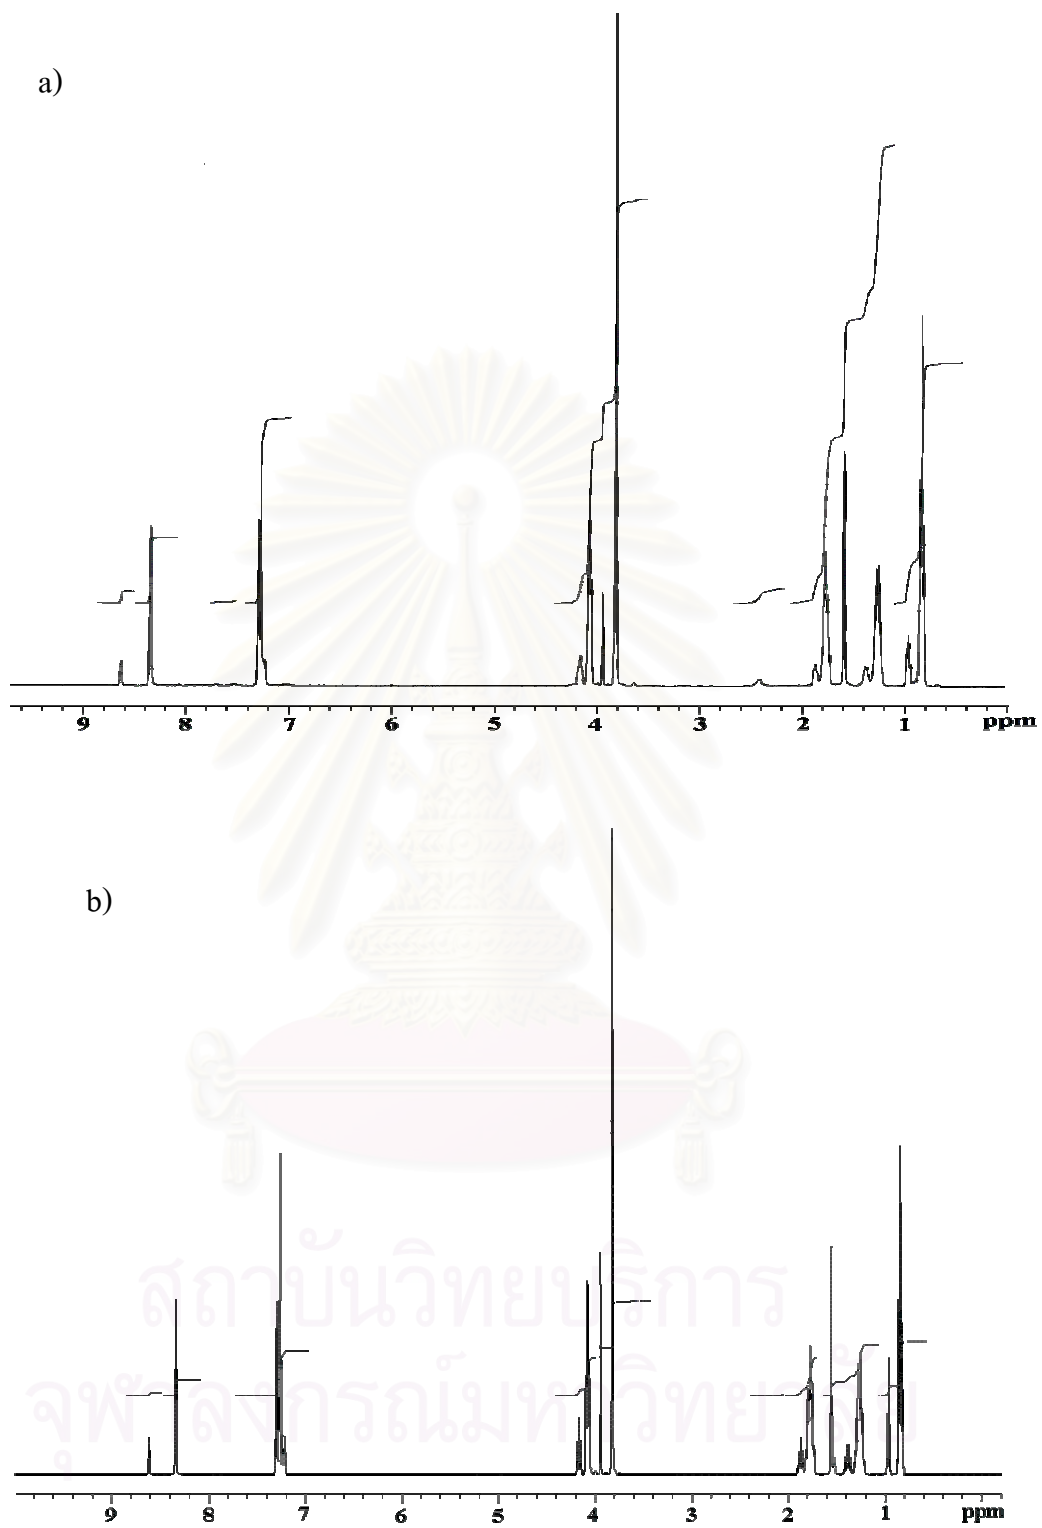 a)
9 8 7 6 5 4 3 2 1 ppm
b)
สถาบันวิทยบริการ
จุฬาลงกรณ์มหาวิทยาลัย
9 8 7 6 5 4 3 2 1 ppm